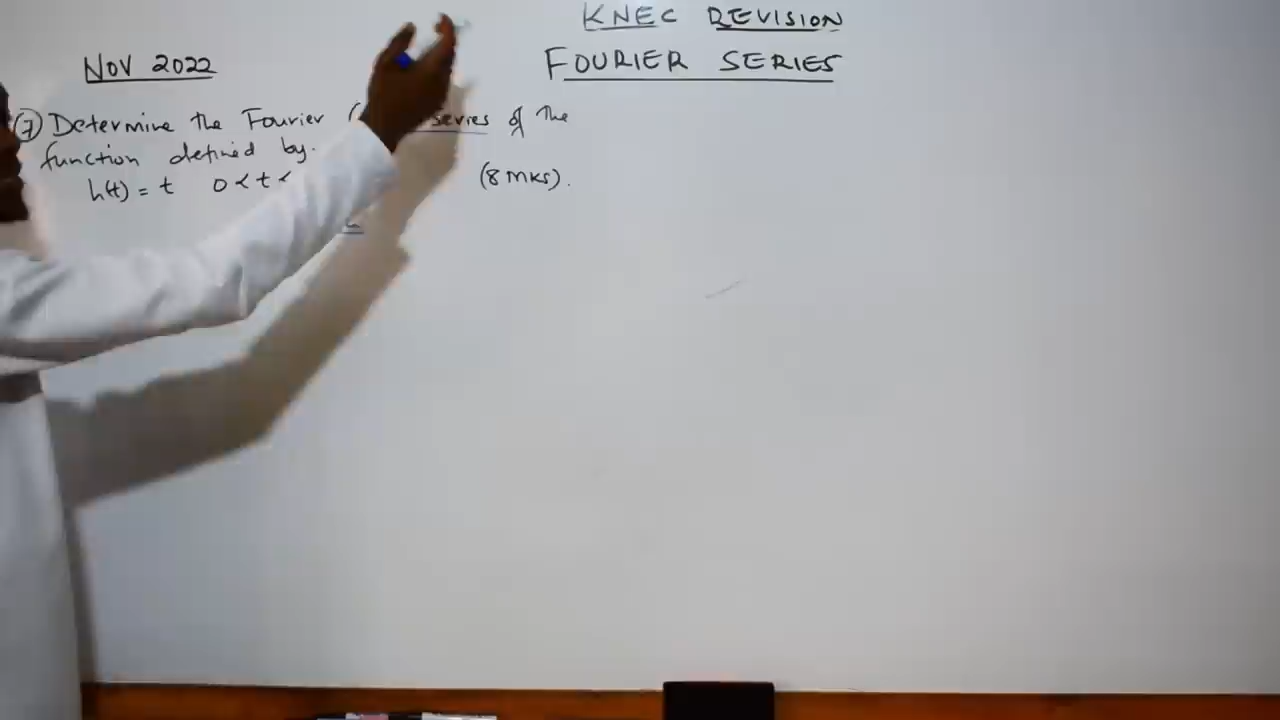 KNEC REVISION
FOURIER SERIES
NOV 2022
7) Determine the Fourier ( series of the
function defined by.
h(t) = t 0 < t < (8 mks).